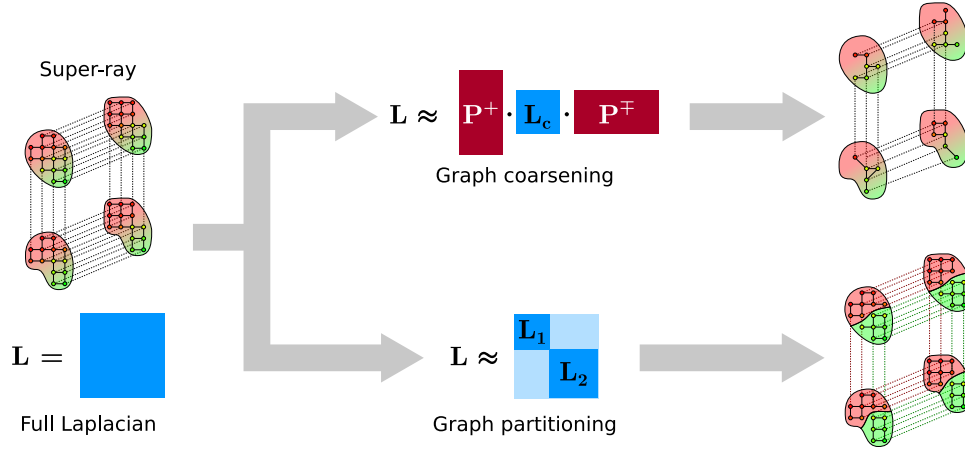 Super-ray
L =
Full Laplacian
L ≈ P⁺ · L_c · P^∓
Graph coarsening
L ≈
L₁
L₂
Graph partitioning